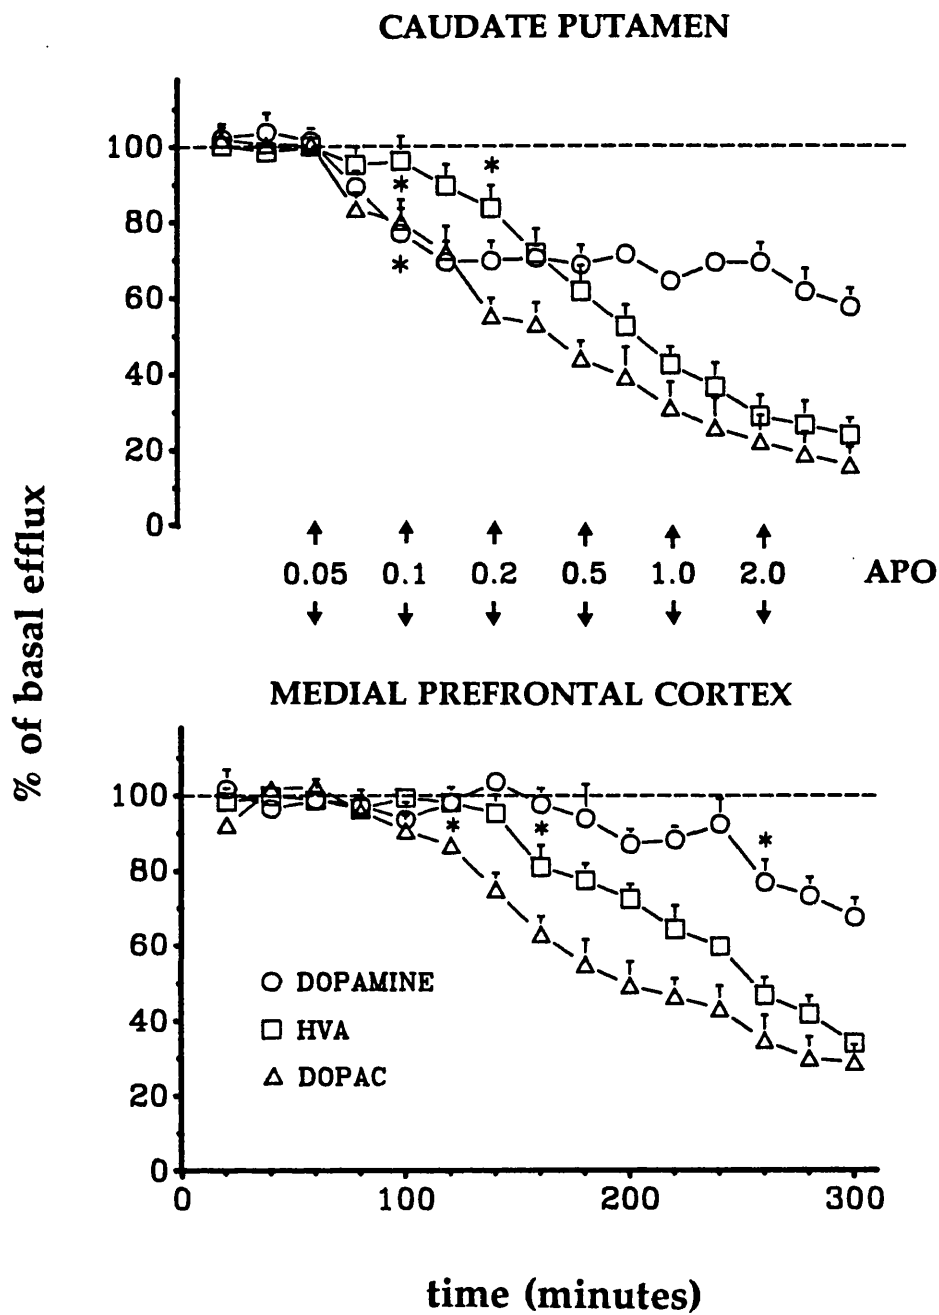 CAUDATE PUTAMEN
100
80
60
40
20
0
0.05 0.1 0.2 0.5 1.0 2.0 APO
% of basal efflux
MEDIAL PREFRONTAL CORTEX
100
80
60
40
20
0
DOPAMINE
HVA
DOPAC
0 100 200 300
time (minutes)